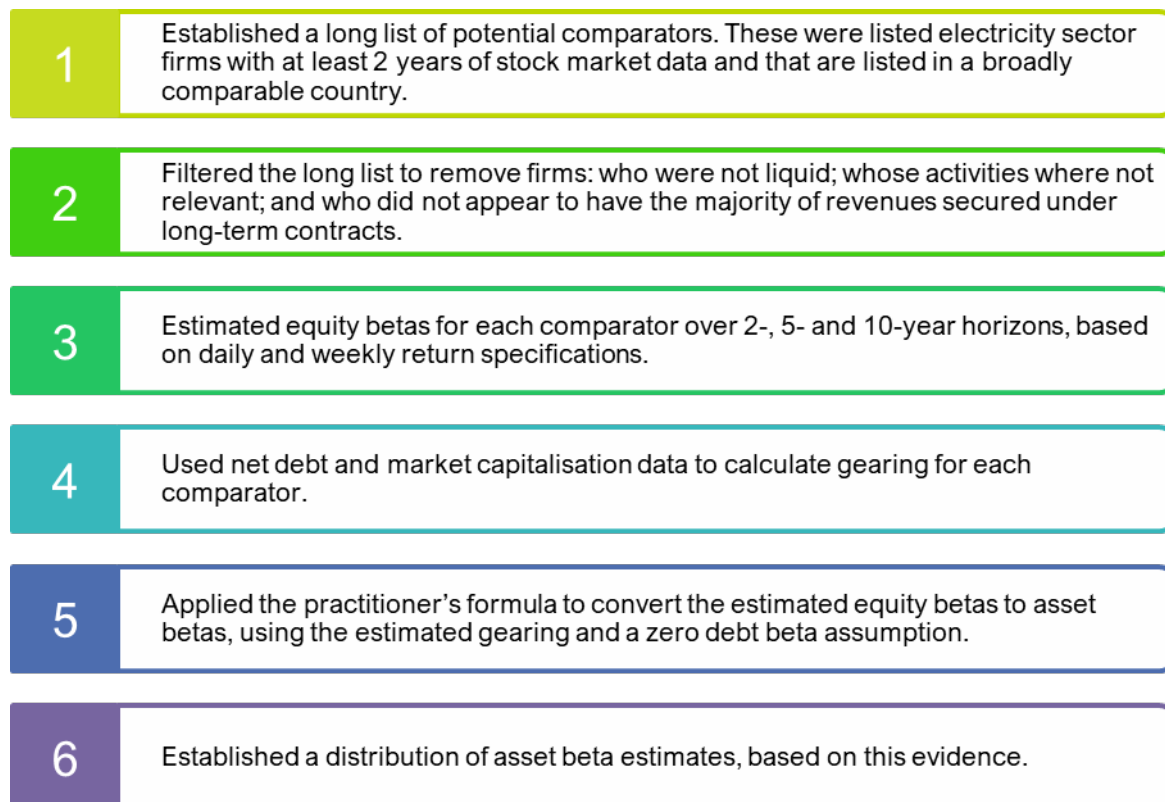 1
Established a long list of potential comparators. These were listed electricity sector
firms with at least 2 years of stock market data and that are listed in a broadly
comparable country.
2
Filtered the long list to remove firms: who were not liquid; whose activities where not
relevant; and who did not appear to have the majority of revenues secured under
long-term contracts.
3
Estimated equity betas for each comparator over 2-, 5- and 10-year horizons, based
on daily and weekly return specifications.
4
Used net debt and market capitalisation data to calculate gearing for each
comparator.
5
Applied the practitioner’s formula to convert the estimated equity betas to asset
betas, using the estimated gearing and a zero debt beta assumption.
6
Established a distribution of asset beta estimates, based on this evidence.